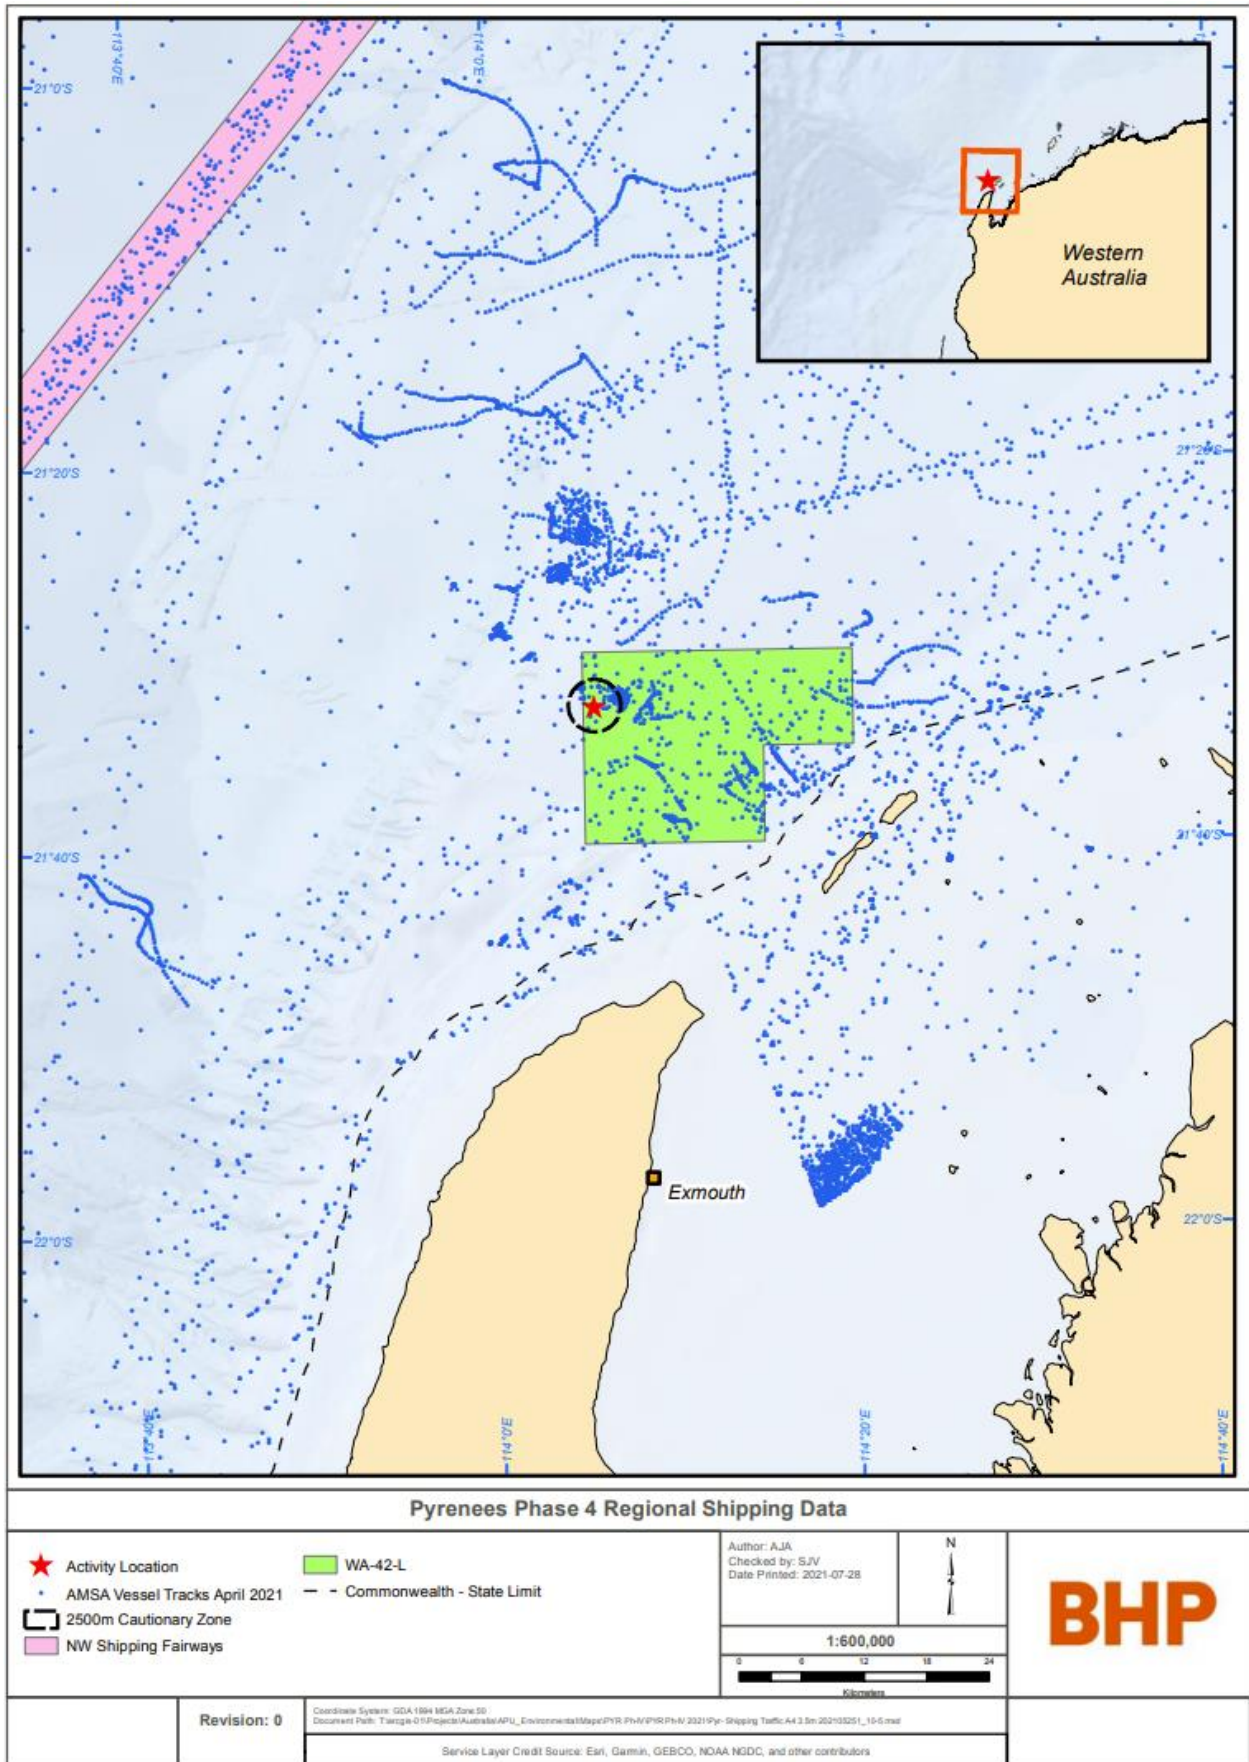 113°40'E
114°0'E
21°0'S
Western
Australia
21°20'S
21°20'S
21°40'S
21°40'S
Exmouth
22°0'S
22°0'S
113°40'E
114°0'E
114°20'E
114°40'E
Pyrenees Phase 4 Regional Shipping Data
Activity Location
AMSA Vessel Tracks April 2021
2500m Cautionary Zone
NW Shipping Fairways
WA-42-L
Commonwealth - State Limit
Author: AJA
Checked by: SJV
Date Printed: 2021-07-28
N
1:600,000
0 6 12 18 24
Kilometers
BHP
Revision: 0
Coordinate System: GDA 1994 MGA Zone 50
Document Path:
Service Layer Credit Source: Esri, Garmin, GEBCO, NOAA NGDC, and other contributors